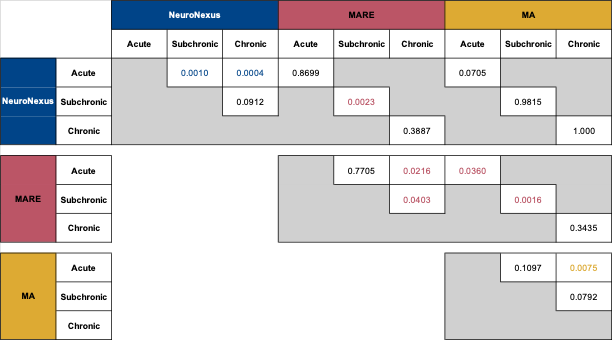 NeuroNexus MARE MA
Acute Subchronic Chronic Acute Subchronic Chronic Acute Subchronic Chronic
NeuroNexus
Acute 0.0010 0.0004 0.8699 0.0705
Subchronic 0.0912 0.0023 0.9815
Chronic 0.3887 1.000
MARE
Acute 0.7705 0.0216 0.0360
Subchronic 0.0403 0.0016
Chronic 0.3435
MA
Acute 0.1097 0.0075
Subchronic 0.0792
Chronic